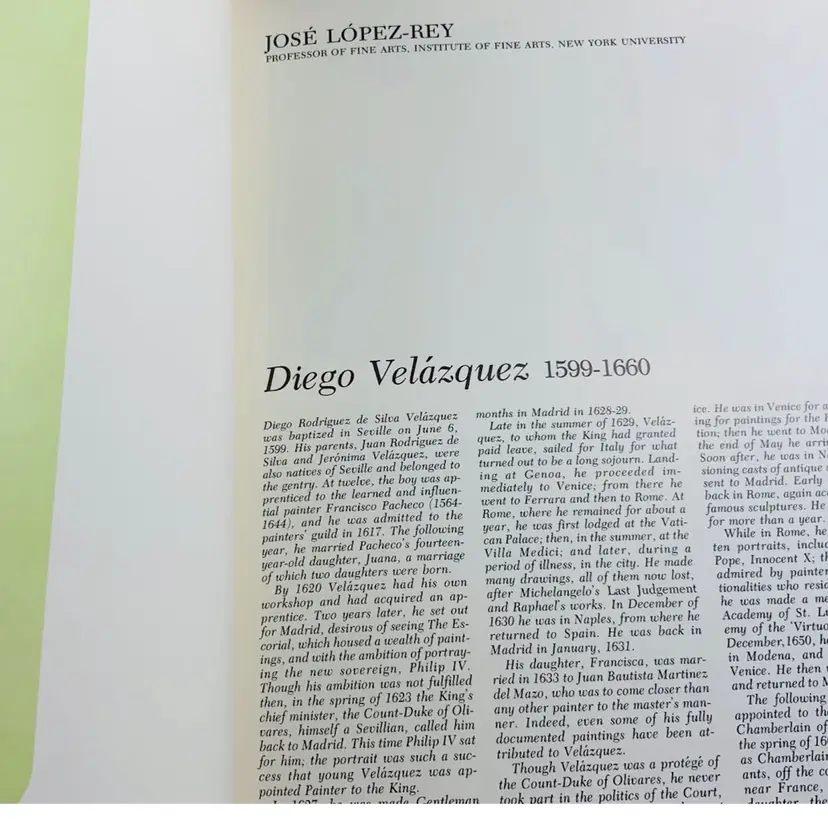 JOSÉ LÓPEZ-REY
PROFESSOR OF FINE ARTS, INSTITUTE OF FINE ARTS, NEW YORK UNIVERSITY
Diego Velázquez 1599-1660
Diego Rodríguez de Silva Velázquez
was baptized in Seville on June 6,
1599. His parents, Juan Rodríguez de
Silva and Jerónima Velázquez, were
also natives of Seville and belonged to
the gentry. At twelve, the boy was ap-
prenticed to the learned and influen-
tial painter Francisco Pacheco (1564-
1644), and he was admitted to the
painters' guild in 1617. The following
year, he married Pacheco's fourteen-
year-old daughter, Juana, a marriage
of which two daughters were born.
By 1620 Velázquez had his own
workshop and had acquired an ap-
prentice. Two years later, he set out
for Madrid, desirous of seeing The Es-
corial, which housed a wealth of paint-
ings, and with the ambition of portray-
ing the new sovereign, Philip IV.
Though his ambition was not fulfilled
then, in the spring of 1623 the King's
chief minister, the Count-Duke of Oli-
vares, himself a Sevillian, called him
back to Madrid. This time Philip IV sat
for him; the portrait was such a suc-
cess that young Velázquez was ap-
pointed Painter to the King.
In 1627, he was made Gentleman
months in Madrid in 1628-29.
Late in the summer of 1629, Veláz-
quez, to whom the King had granted
paid leave, sailed for Italy for what
turned out to be a long sojourn. Land-
ing at Genoa, he proceeded im-
mediately to Venice; from there he
went to Ferrara and then to Rome. At
Rome, where he remained for about a
year, he was first lodged at the Vati-
can Palace; then, in the summer, at the
Villa Medici; and later, during a
period of illness, in the city. He made
many drawings, all of them now lost,
after Michelangelo's Last Judgement
and Raphael's works. In December of
1630 he was in Naples, from where he
returned to Spain. He was back in
Madrid in January, 1631.
His daughter, Francisca, was mar-
ried in 1633 to Juan Bautista Martínez
del Mazo, who was to come closer than
any other painter to the master's man-
ner. Indeed, even some of his fully
documented paintings have been at-
tributed to Velázquez.
Though Velázquez was a protégé of
the Count-Duke of Olivares, he never
took part in the politics of the Court,
ice. He was in Venice for a
ing for paintings for the
tion; then he went to
the end of May he
Soon after, he was in
sioning casts of antique
sent to Madrid. Early
back in Rome, again
famous sculptures. He
for more than a year.
While in Rome, he
ten portraits,
Pope, Innocent X;
admired by
tionalities who
he was made a
Academy of St.
emy of the 'Virtuo
December, 1650,
in Modena, and
Venice. He then
and returned to
The following
appointed to
Chamberlain of
the spring of
as Chamberlain
ants, off the
near France,
daughter the